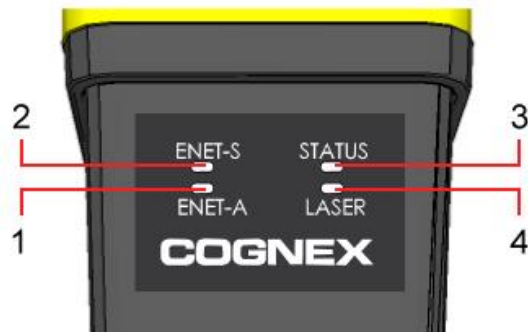 2 3
ENET-S STATUS
ENET-A LASER
1 4
COGNEX